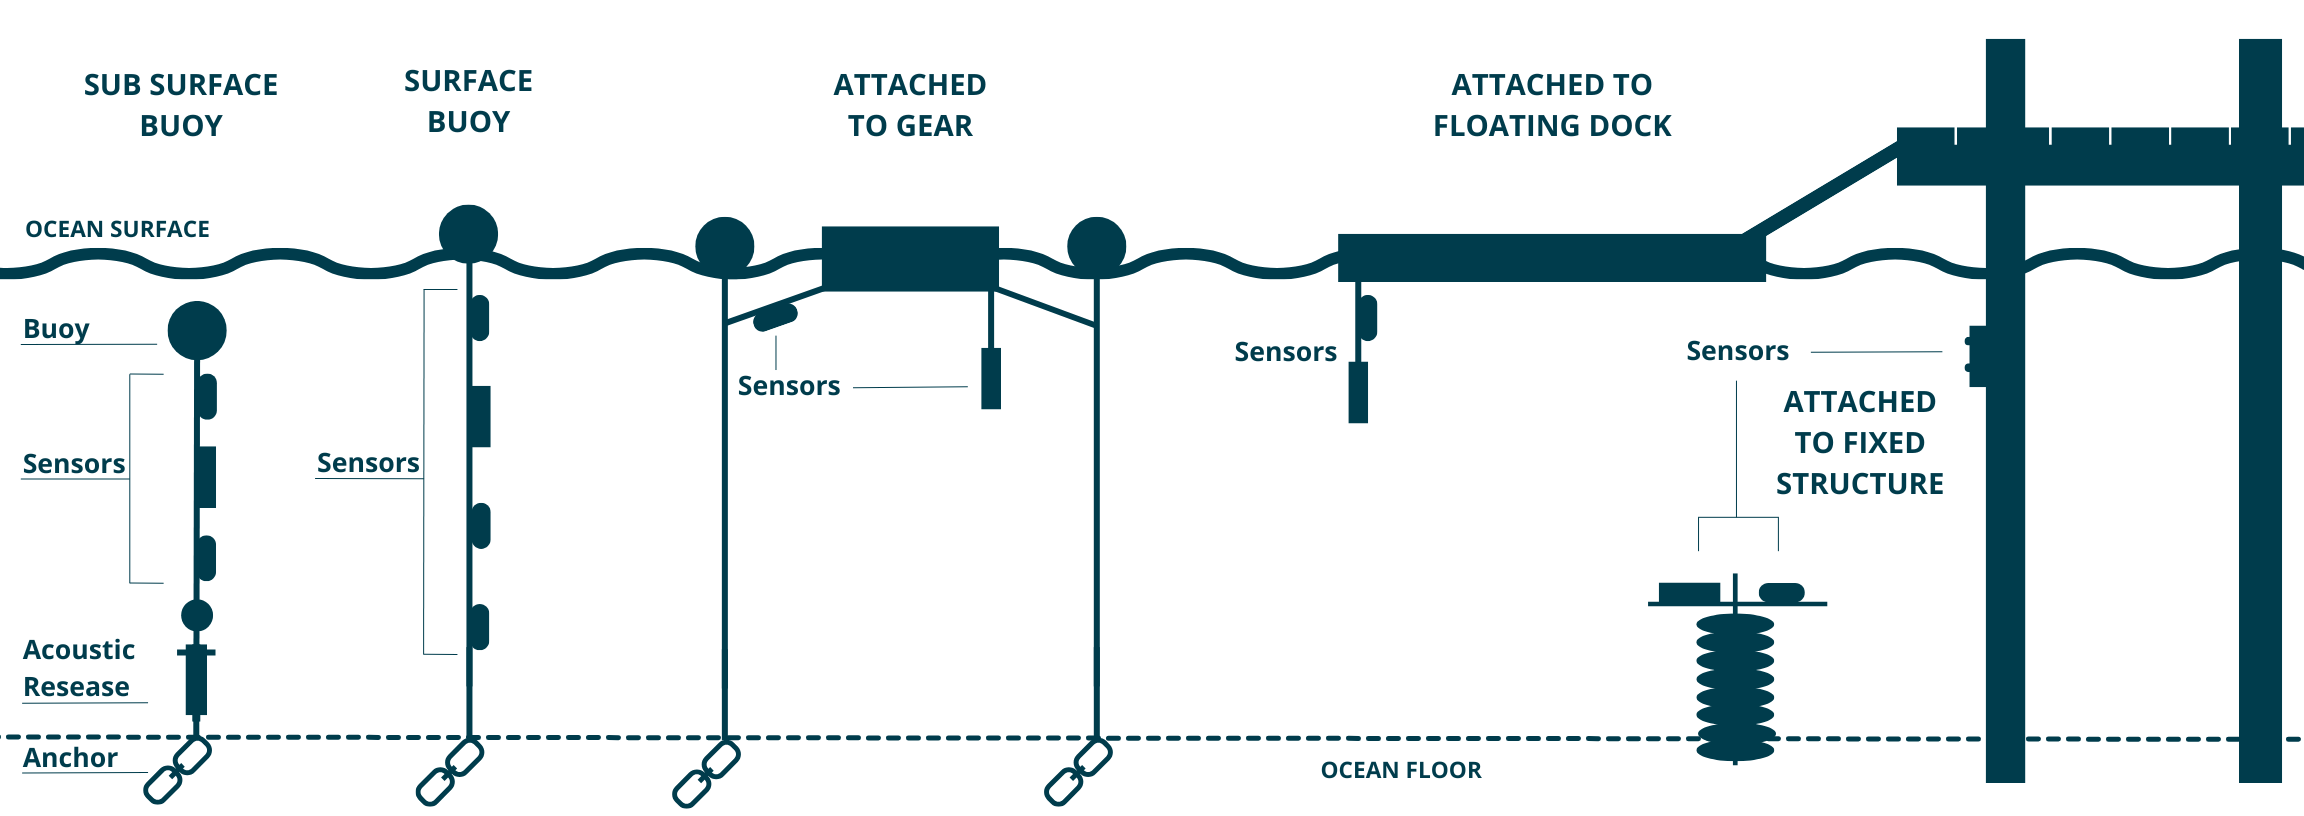 SUB SURFACE
BUOY
SURFACE
BUOY
ATTACHED
TO GEAR
ATTACHED TO
FLOATING DOCK
OCEAN SURFACE
Buoy
Sensors
Acoustic
Resease
Anchor
Sensors
Sensors
Sensors
Sensors
ATTACHED
TO FIXED
STRUCTURE
OCEAN FLOOR